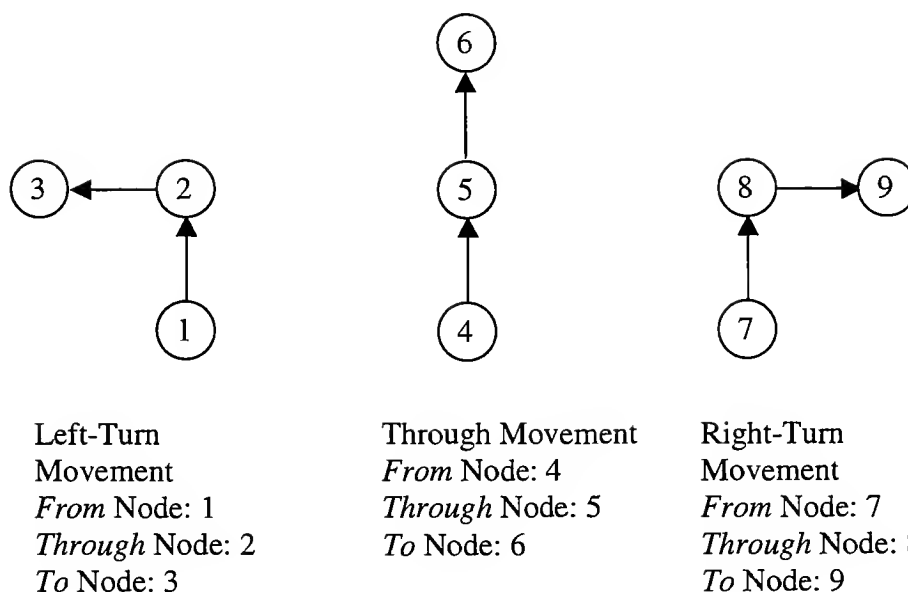 6
3
2
5
8
9
1
4
7
Left-Turn
Movement
From Node: 1
Through Node: 2
To Node: 3
Through Movement
From Node: 4
Through Node: 5
To Node: 6
Right-Turn
Movement
From Node: 7
Through Node:
To Node: 9